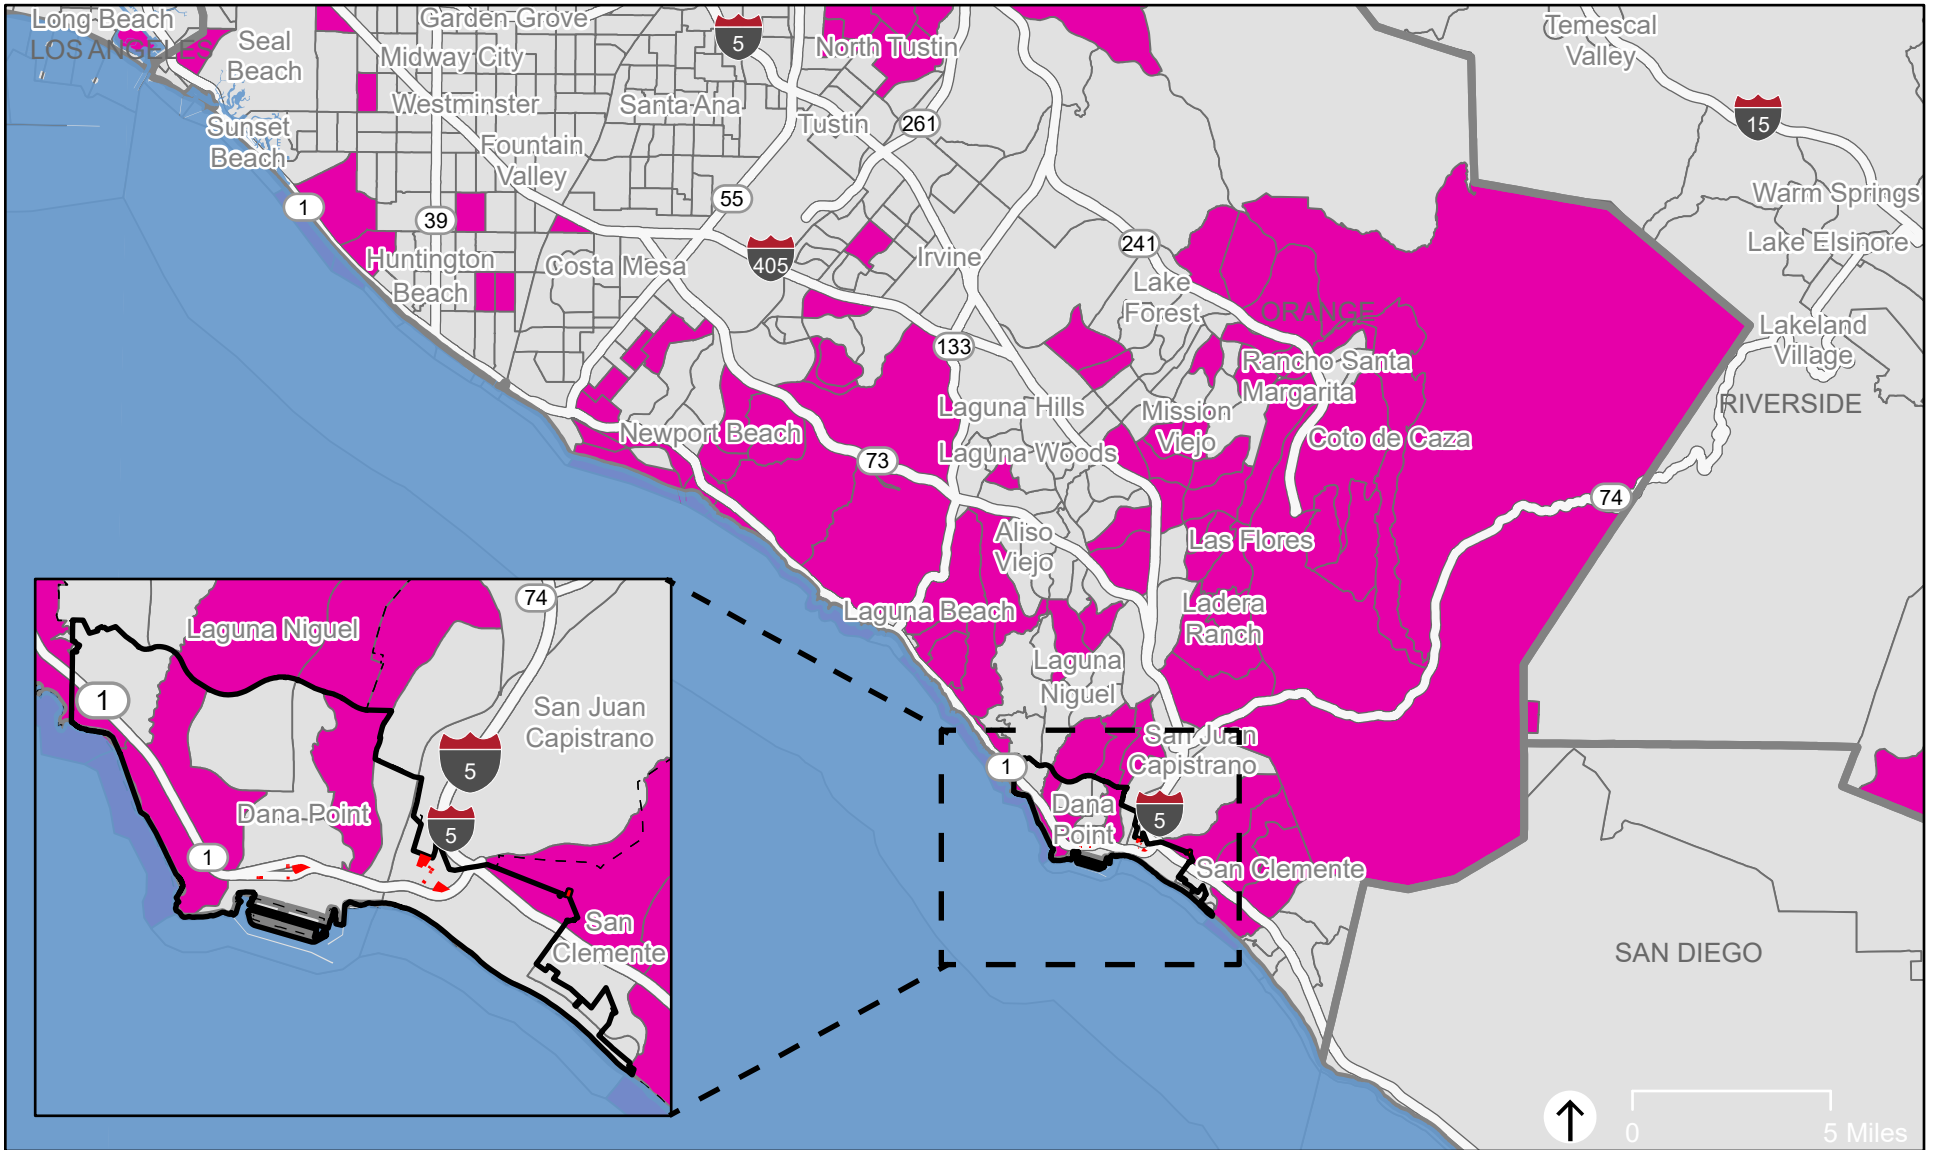 Long Beach
LOS ANGELES
Seal
Beach
Garden Grove
Midway City
Westminster
Sunset
Beach
Fountain
Valley
Santa Ana
Tustin
North Tustin
5
261
55
1
39
405
Huntington
Beach
Costa Mesa
Irvine
241
Temescal
Valley
15
Warm Springs
Lake Elsinore
Lakeland
Village
RIVERSIDE
Lake
Forest
ORANGE
133
Rancho Santa
Margarita
Laguna Hills
Mission
Viejo
Newport Beach
Laguna Woods
Coto de Caza
73
74
Aliso
Viejo
Las Flores
Laguna Beach
Ladera
Ranch
Laguna
Niguel
San Juan
Capistrano
1
Dana
Point
5
San Clemente
SAN DIEGO
74
Laguna Niguel
1
San Juan
Capistrano
5
Dana Point
5
1
San
Clemente
0
5 Miles